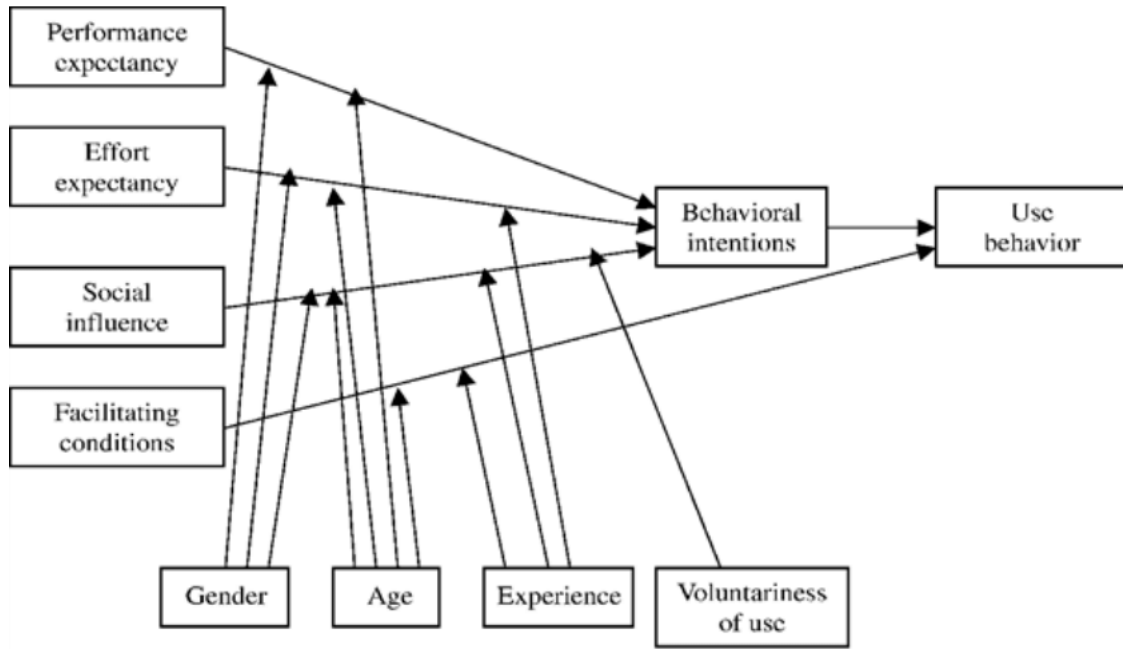 Performance
expectancy
Effort
expectancy
Social
influence
Facilitating
conditions
Behavioral
intentions
Use
behavior
Gender
Age
Experience
Voluntariness
of use